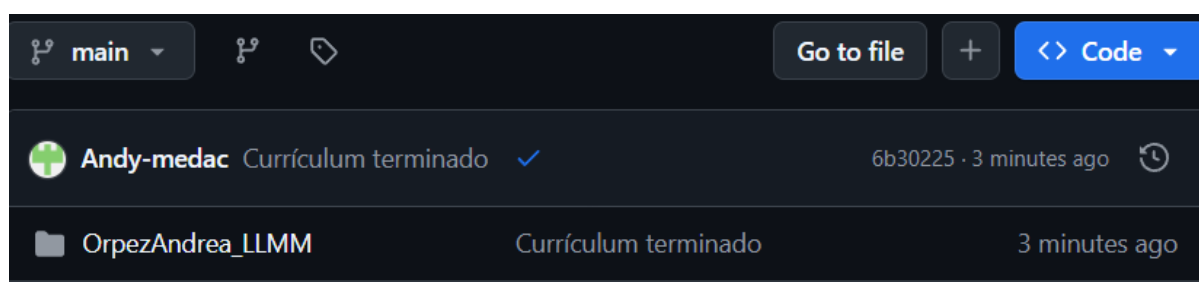 main Go to file + <> Code
Andy-medac Currículum terminado 6b30225 · 3 minutes ago
OrpezAndrea_LLMM Currículum terminado 3 minutes ago